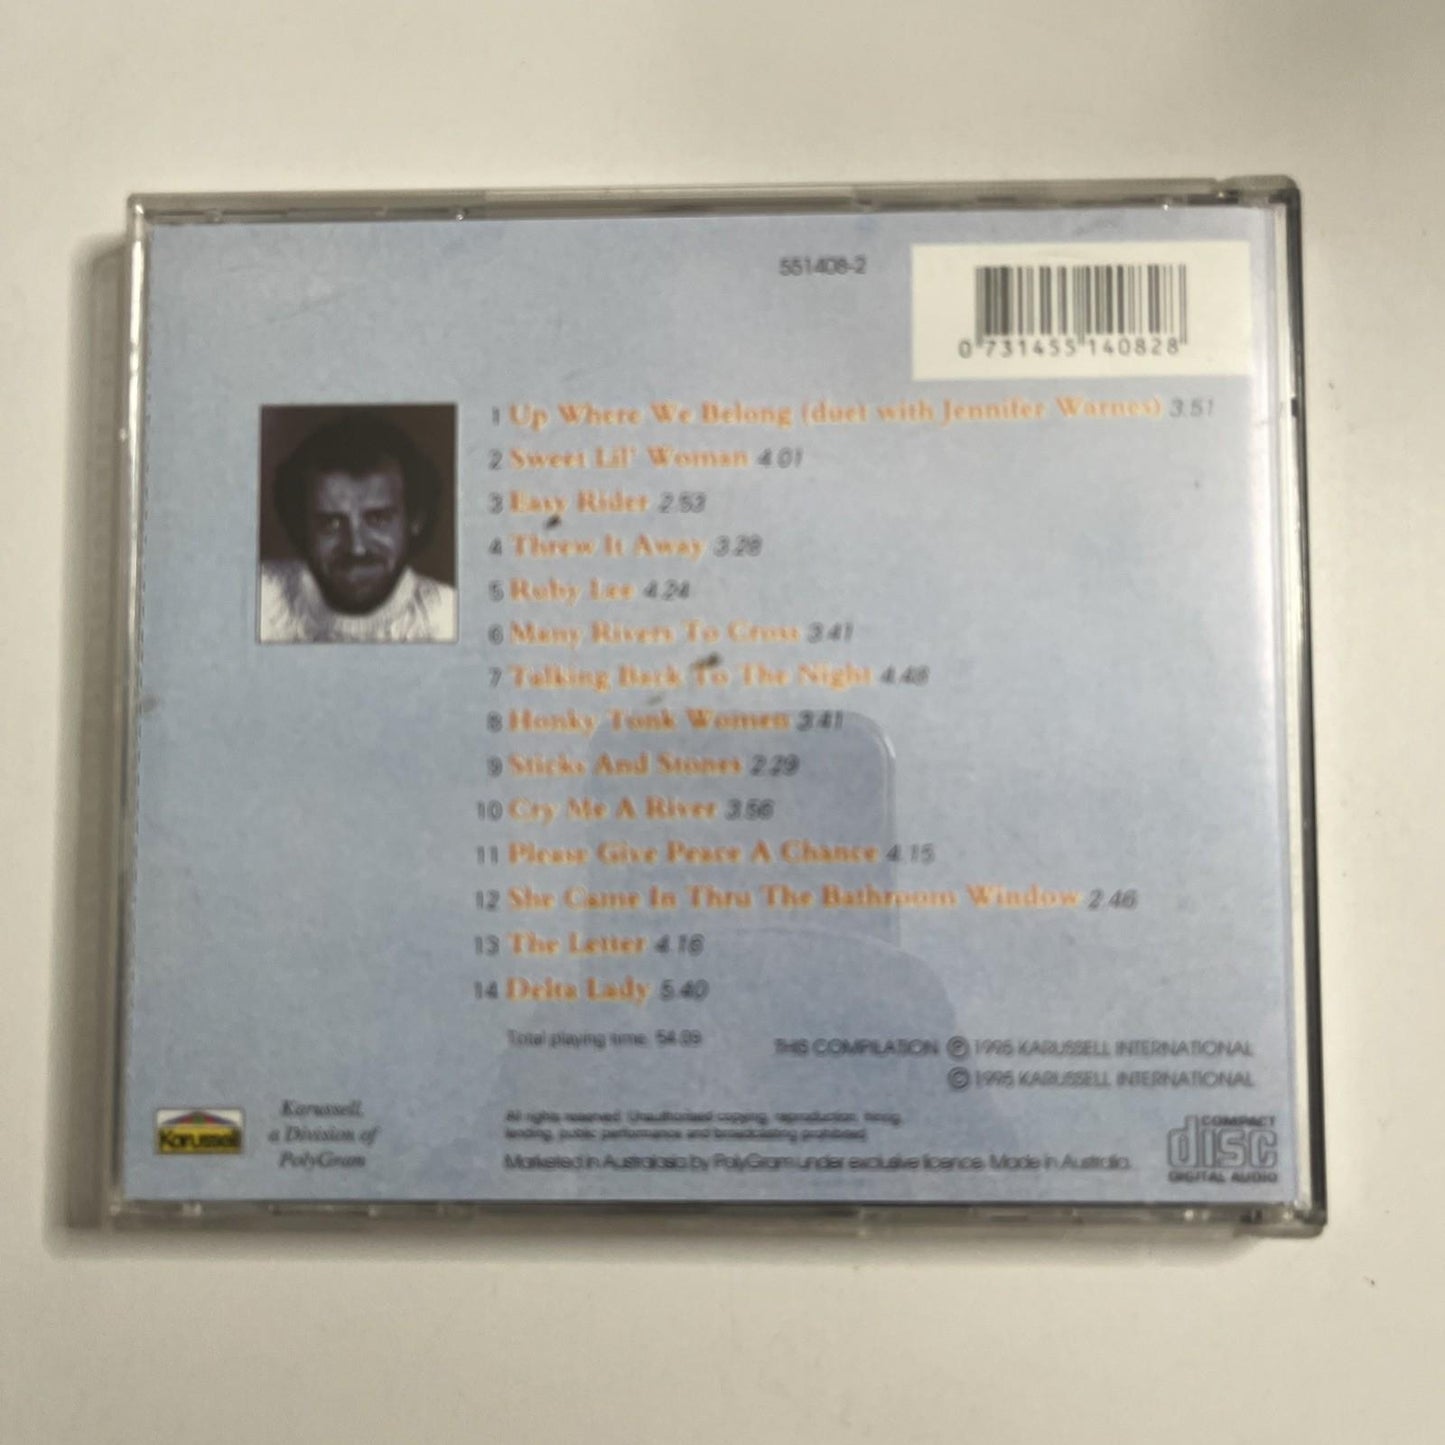 551408-2
0 731455 140828
1 Up Where We Belong (duet with Jennifer Warnes) 3.51
2 Sweet Lil' Woman 4.01
3 Easy Rider 2.53
4 Threw It Away 3.28
5 Ruby Lee 4.24
6 Many Rivers To Cross 3.41
7 Talking Back To The Night 4.48
8 Honky Tonk Women 3.41
9 Sticks And Stones 2.29
10 Cry Me A River 3.56
11 Please Give Peace A Chance 4.15
12 She Came In Thru The Bathroom Window 2.46
13 The Letter 4.16
14 Delta Lady 5.40
Total playing time: 54.39
THIS COMPILATION Ⓟ 1995 KARUSSELL INTERNATIONAL
© 1995 KARUSSELL INTERNATIONAL
Karussell
Karussell,
a Division of
PolyGram
All rights reserved. Unauthorised copying, reproduction, hiring,
lending, public performance and broadcasting prohibited.
Marketed in Australasia by PolyGram under exclusive licence. Made in Australia.
COMPACT
disc
DIGITAL AUDIO